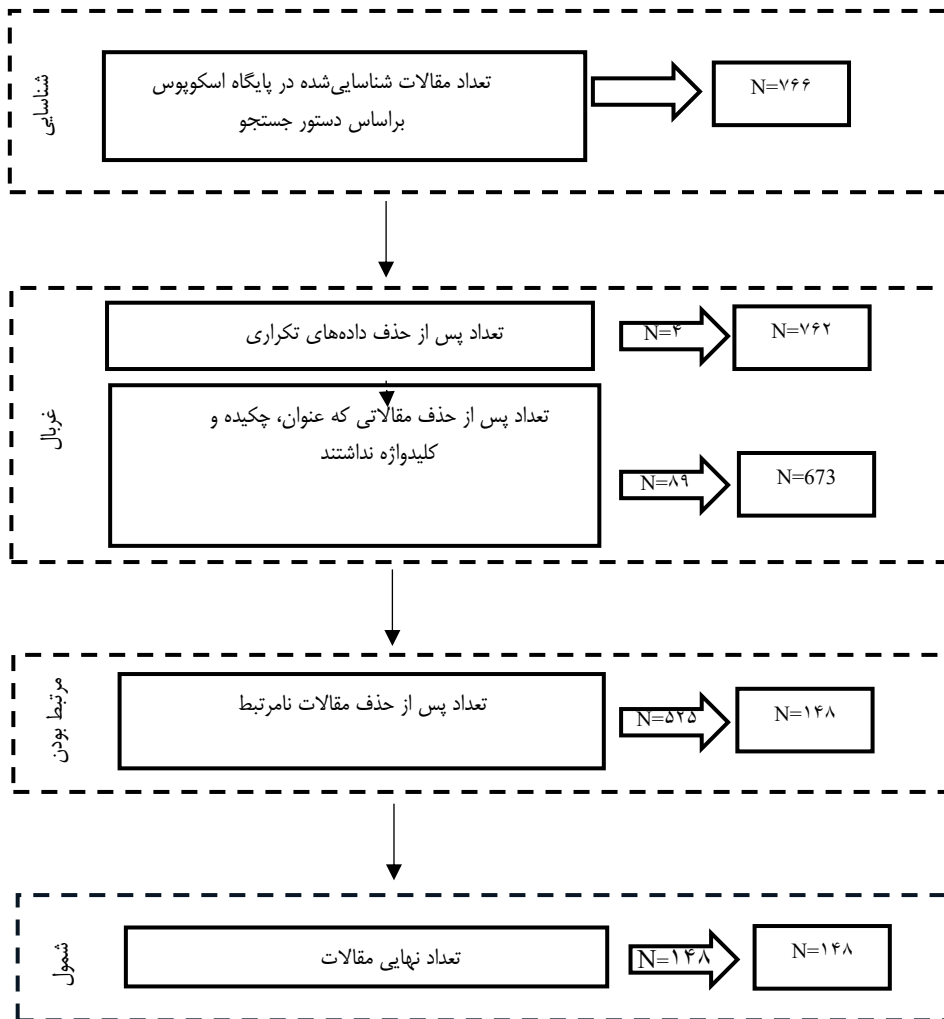 شناسایی
تعداد مقالات شناسایی‌شده در پایگاه اسکوپوس
براساس دستور جستجو
N=۷۶۶
غربال
تعداد پس از حذف داده‌های تکراری
N=۴
N=۷۶۲
تعداد پس از حذف مقالاتی که عنوان، چکیده و
کلیدواژه نداشتند
N=۸۹
N=673
مرتبط بودن
تعداد پس از حذف مقالات نامرتبط
N=۵۲۵
N=۱۴۸
شمول
تعداد نهایی مقالات
N=۱۴۸
N=۱۴۸